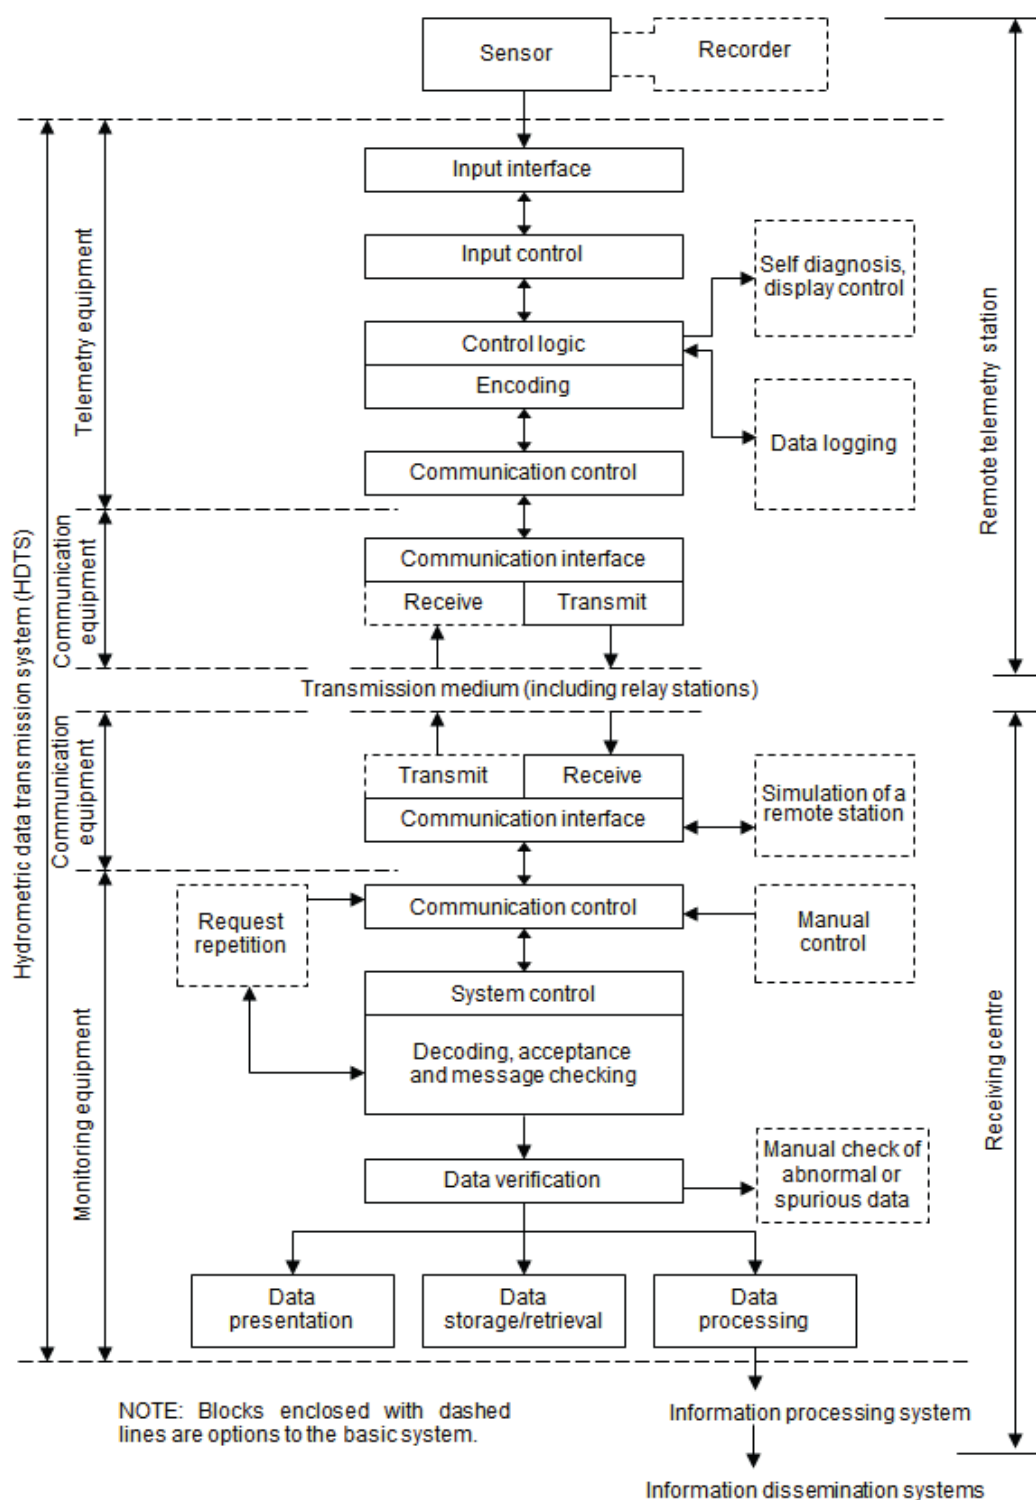 Sensor
Recorder
Input interface
Input control
Self diagnosis,
display control
Control logic
Encoding
Data logging
Communication control
Communication interface
Receive
Transmit
Transmission medium (including relay stations)
Transmit
Receive
Communication interface
Simulation of a
remote station
Communication control
Request
repetition
Manual
control
System control
Decoding, acceptance
and message checking
Data verification
Manual check of
abnormal or
spurious data
Data
presentation
Data
storage/retrieval
Data
processing
NOTE: Blocks enclosed with dashed
lines are options to the basic system.
Information processing system
Information dissemination systems
Hydrometric data transmission system (HDTS)
Telemetry equipment
Communication
equipment
Communication
equipment
Monitoring equipment
Remote telemetry station
Receiving centre